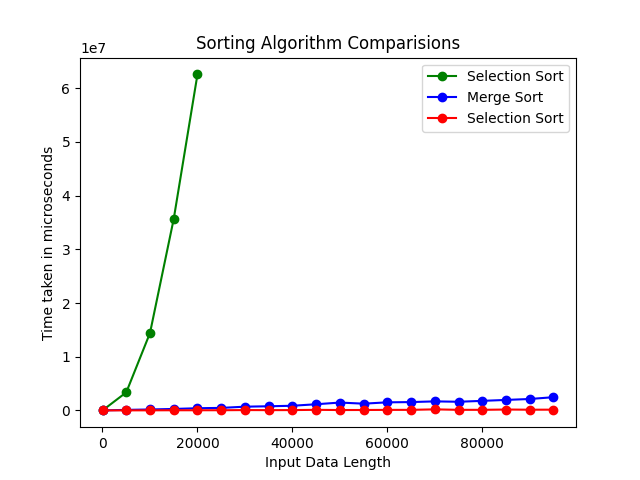 Sorting Algorithm Comparisions
1e7
Selection Sort
Merge Sort
Selection Sort
6
5
4
3
2
1
0
Time taken in microseconds
0 20000 40000 60000 80000
Input Data Length